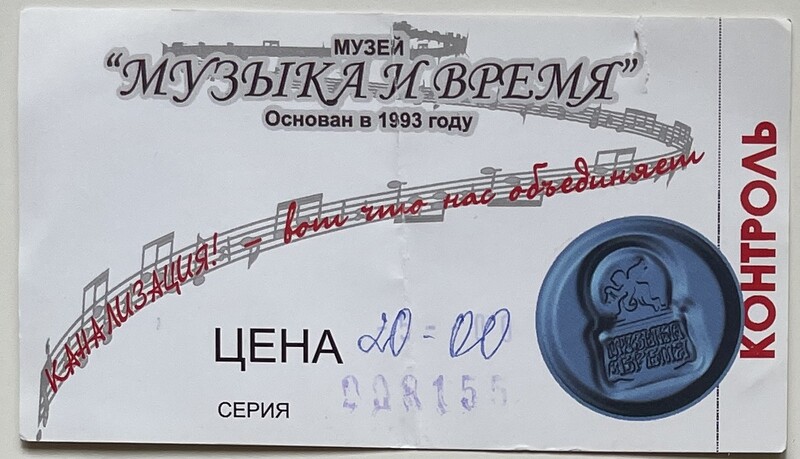 МУЗЕЙ
“МУЗЫКА И ВРЕМЯ”
Основан в 1993 году
КАНАЛИЗАЦИЯ! – вот что нас объединяет
ЦЕНА 20-00
СЕРИЯ
МУЗЫКА
И ВРЕМЯ
КОНТРОЛЬ